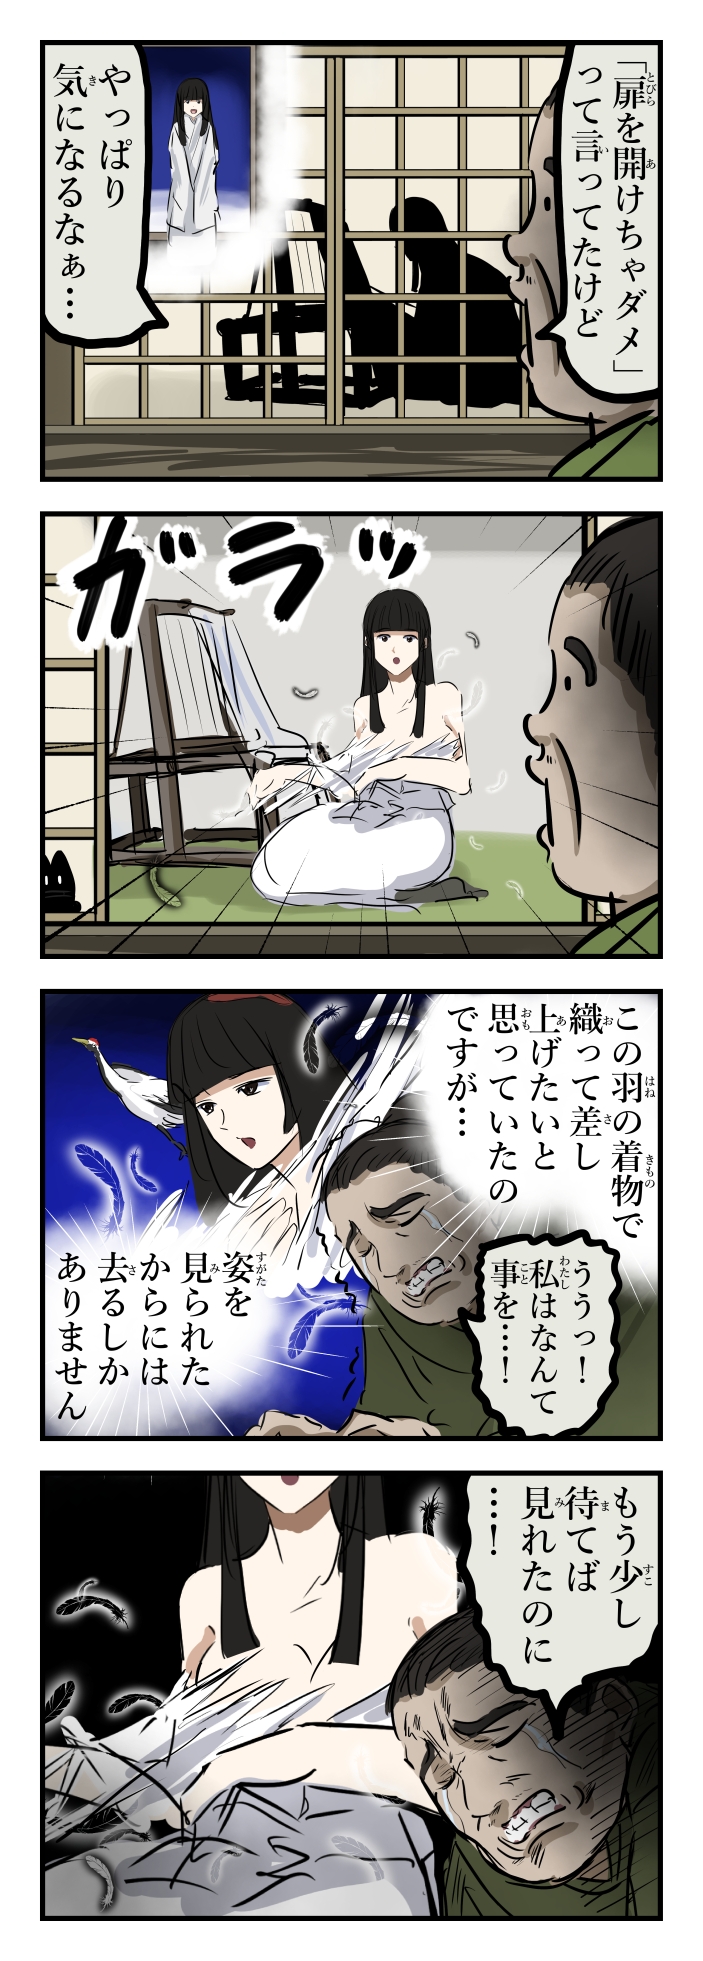 「扉を開けちゃダメ」
って言ってたけど
やっぱり
気になるなぁ…
ガラッ
この羽の着物で
織って差し
上げたいと
思っていたの
ですが…
ううっ！
私はなんて
事を…！
姿を
見られた
からには
去るしか
ありません
もう少し
待てば
見れたのに
…！